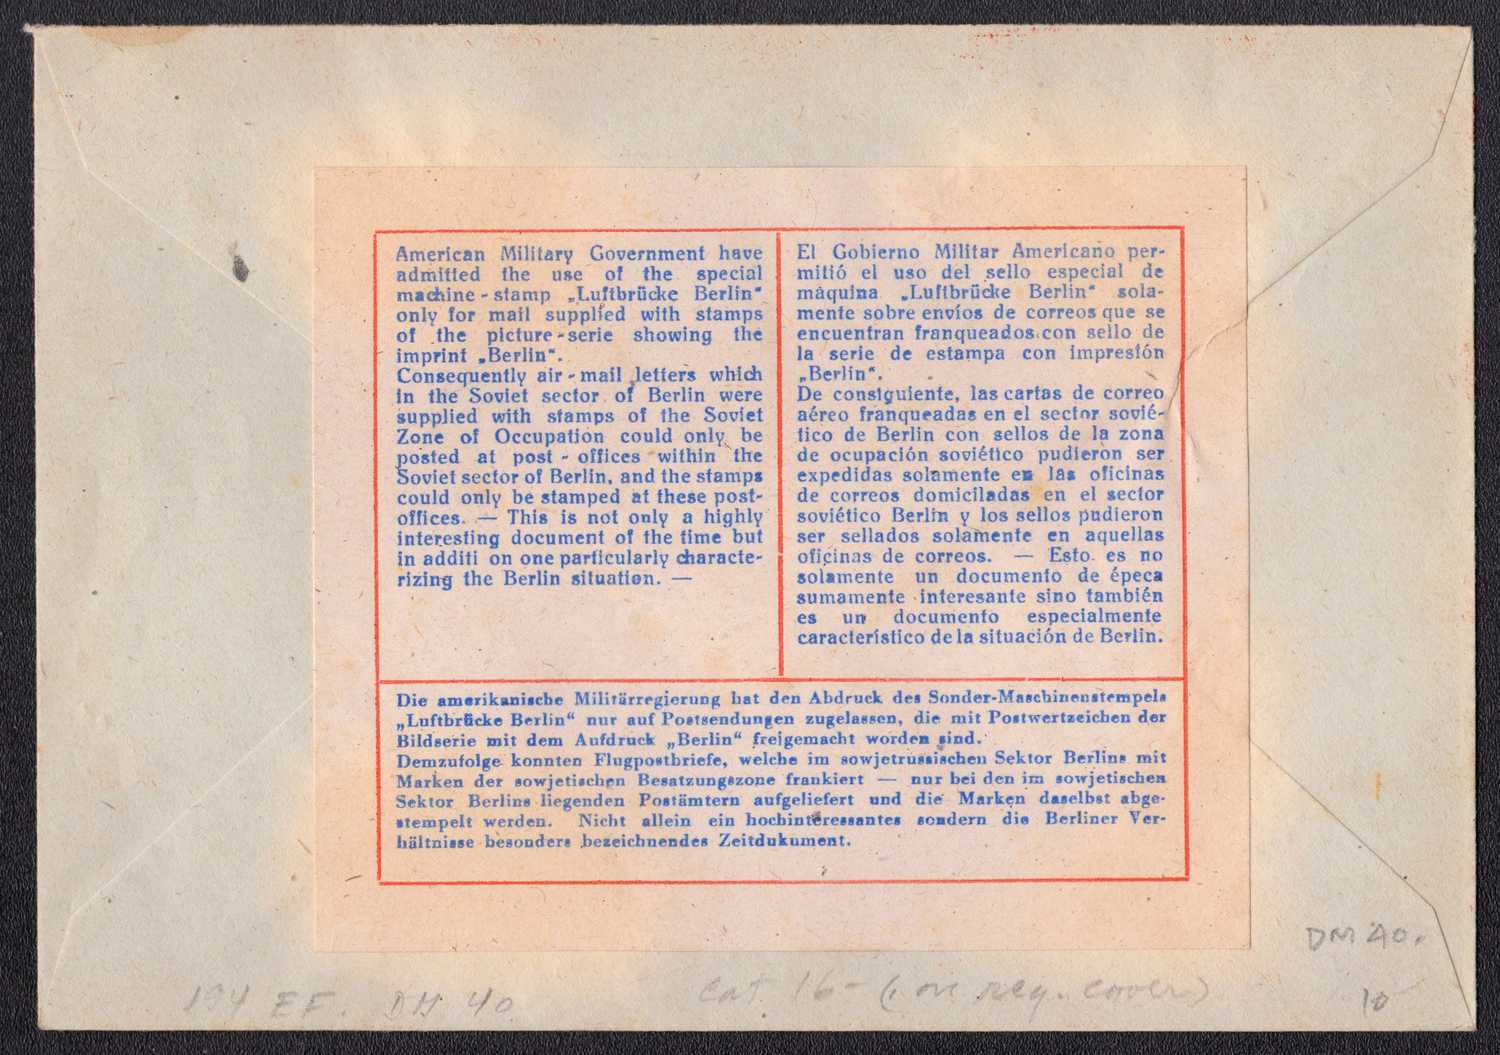 American Military Government have
admitted the use of the special
machine-stamp „Luftbrücke Berlin“
only for mail supplied with stamps
of the picture-serie showing the
imprint „Berlin“.
Consequently air-mail letters which
in the Soviet sector of Berlin were
supplied with stamps of the Soviet
Zone of Occupation could only be
posted at post-offices within the
Soviet sector of Berlin, and the stamps
could only be stamped at these post-
offices. — This is not only a highly
interesting document of the time but
in additi on one particularly characte-
rizing the Berlin situation. —
El Gobierno Militar Americano per-
mitió el uso del sello especial de
máquina „Luftbrücke Berlin“ sola-
mente sobre envíos de correos que se
encuentran franqueados con sello de
la serie de estampa con impresión
„Berlin“.
De consiguiente, las cartas de correo
aéreo franqueadas en el sector sovié-
tico de Berlin con sellos de la zona
de ocupación soviético pudieron ser
expedidas solamente en las oficinas
de correos domiciladas en el sector
soviético Berlin y los sellos pudieron
ser sellados solamente en aquellas
oficinas de correos. — Esto es no
solamente un documento de épeca
sumamente interesante sino también
es un documento especialmente
característico de la situación de Berlin.
Die amerikanische Militärregierung hat den Abdruck des Sonder-Maschinenstempels
„Luftbrücke Berlin“ nur auf Postsendungen zugelassen, die mit Postwertzeichen der
Bildserie mit dem Aufdruck „Berlin“ freigemacht worden sind.
Demzufolge konnten Flugpostbriefe, welche im sowjetrussischen Sektor Berlins mit
Marken der sowjetischen Besatzungszone frankiert — nur bei den im sowjetischen
Sektor Berlins liegenden Postämtern aufgeliefert und die Marken daselbst abge-
stempelt werden. Nicht allein ein hochinteressantes sondern die Berliner Ver-
hältnisse besonders bezeichnendes Zeitdukument.
DM 40.
194 EF. DM 40
cat 16- (on reg. cover)
10